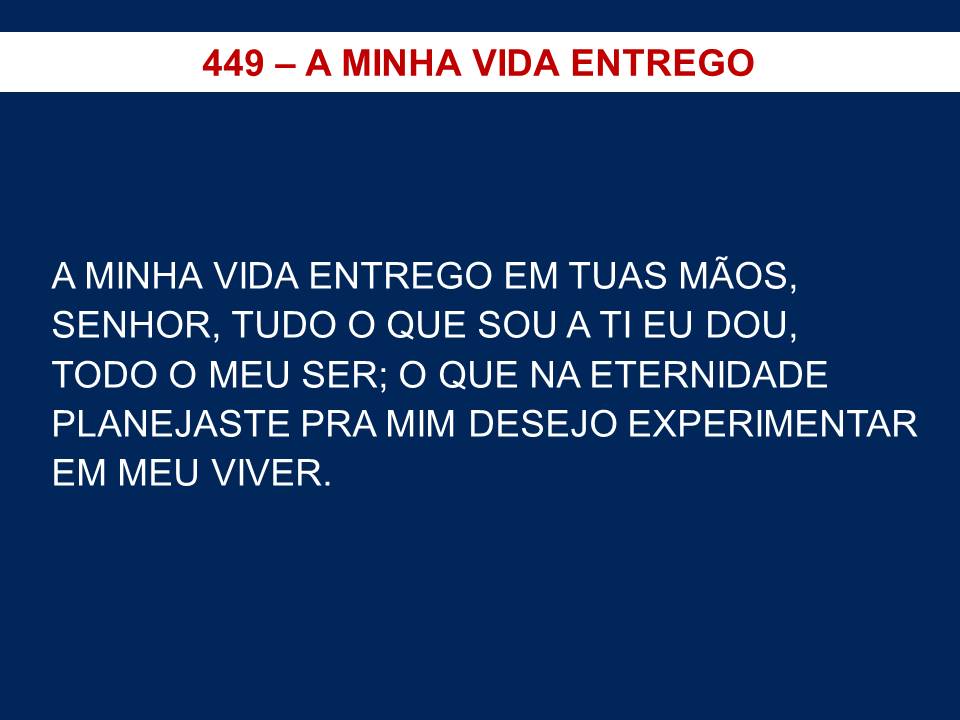 449 – A MINHA VIDA ENTREGO
A MINHA VIDA ENTREGO EM TUAS MÃOS,
SENHOR, TUDO O QUE SOU A TI EU DOU,
TODO O MEU SER; O QUE NA ETERNIDADE
PLANEJASTE PRA MIM DESEJO EXPERIMENTAR
EM MEU VIVER.